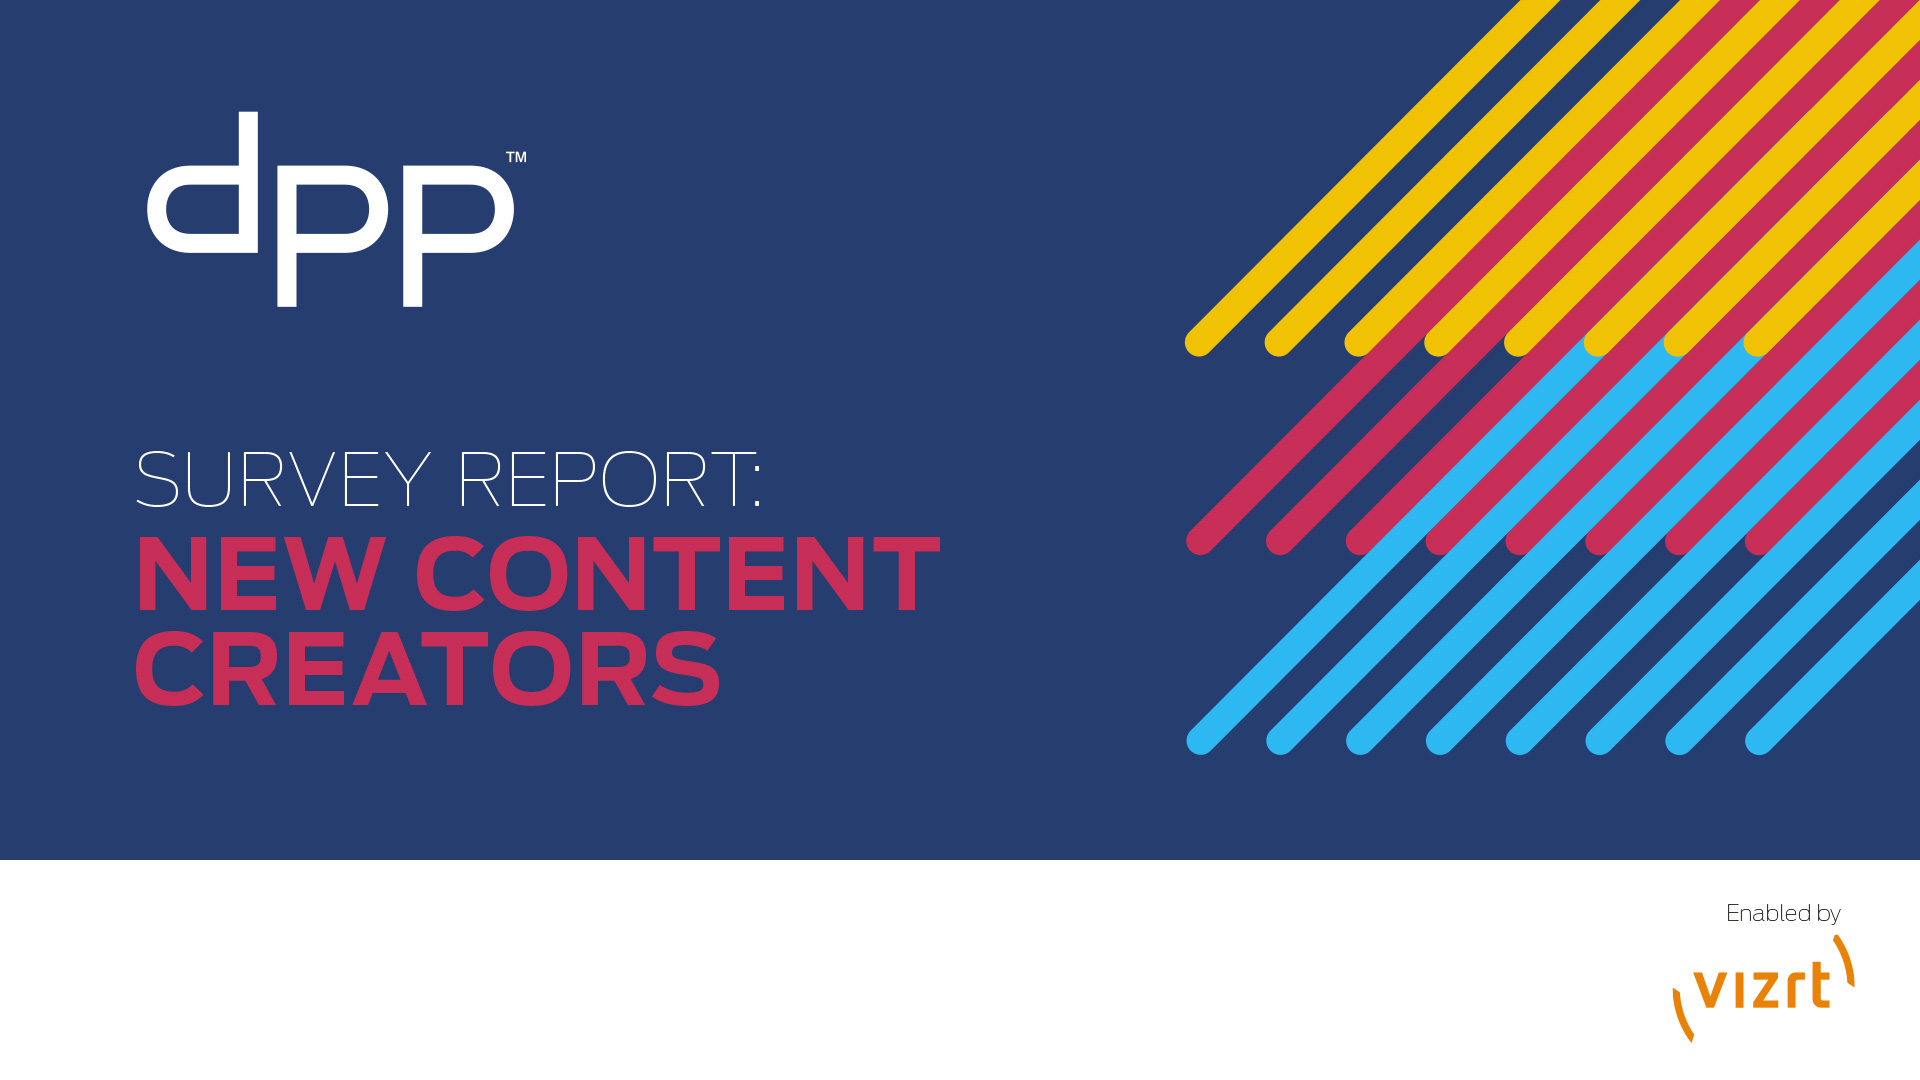 dpp™
SURVEY REPORT:
NEW CONTENT
CREATORS
Enabled by
vizrt